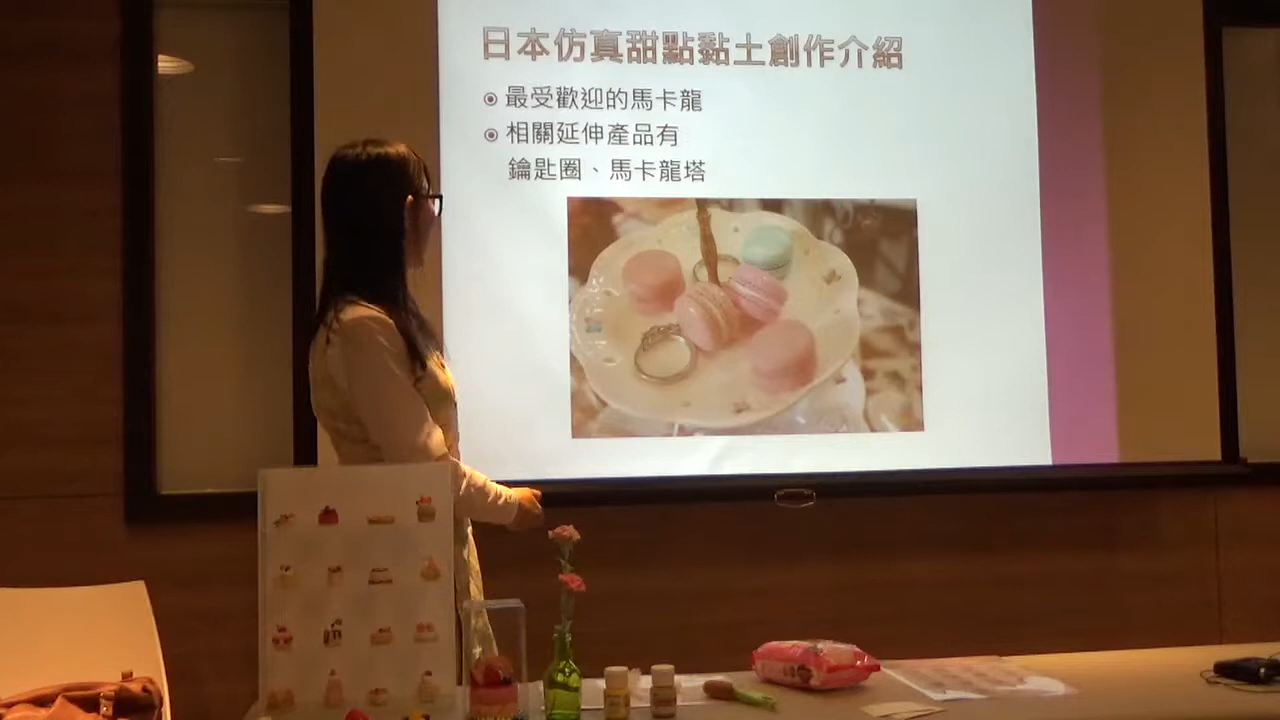 日本仿真甜點黏土創作介紹
最受歡迎的馬卡龍
相關延伸產品有
鑰匙圈、馬卡龍塔